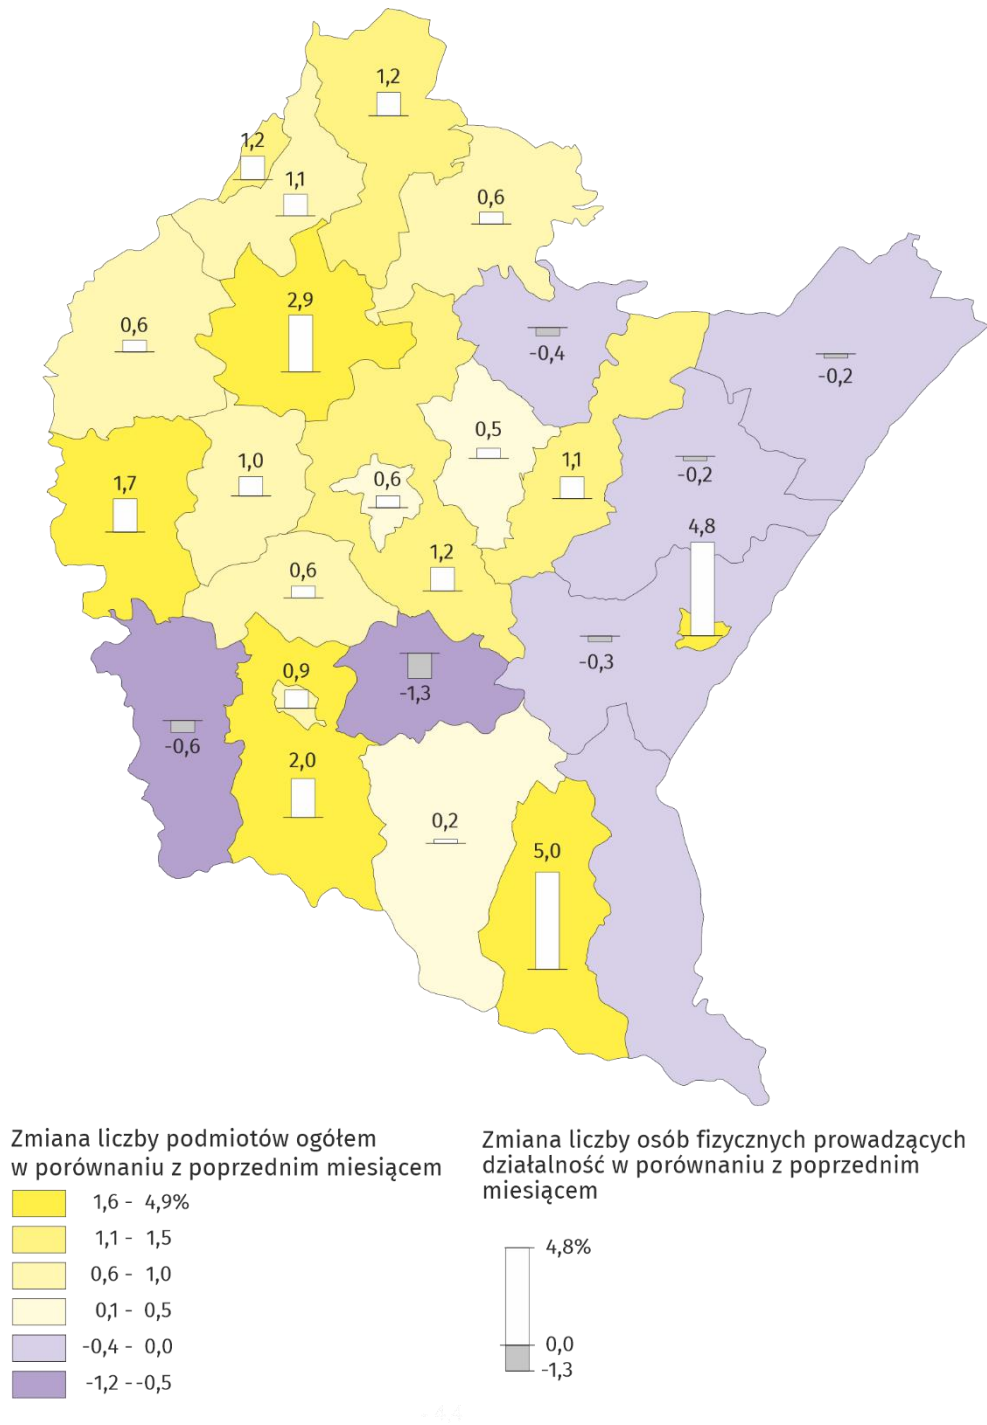 1,2
1,2
1,1
0,6
2,9
0,6
-0,4
-0,2
0,5
1,0
0,6
1,1
-0,2
1,7
4,8
1,2
0,6
-0,3
0,9
-1,3
-0,6
2,0
0,2
5,0
Zmiana liczby podmiotów ogółem
w porównaniu z poprzednim miesiącem
1,6 - 4,9%
1,1 - 1,5
0,6 - 1,0
0,1 - 0,5
-0,4 - 0,0
-1,2 --0,5
Zmiana liczby osób fizycznych prowadzących
działalność w porównaniu z poprzednim
miesiącem
4,8%
0,0
-1,3